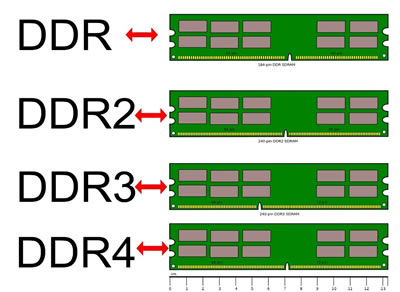 DDR
184-pin DDR SDRAM
DDR2
240-pin DDR2 SDRAM
DDR3
240-pin DDR3 SDRAM
DDR4
0 1 2 3 4 5 6 7 8 9 10 11 12 13